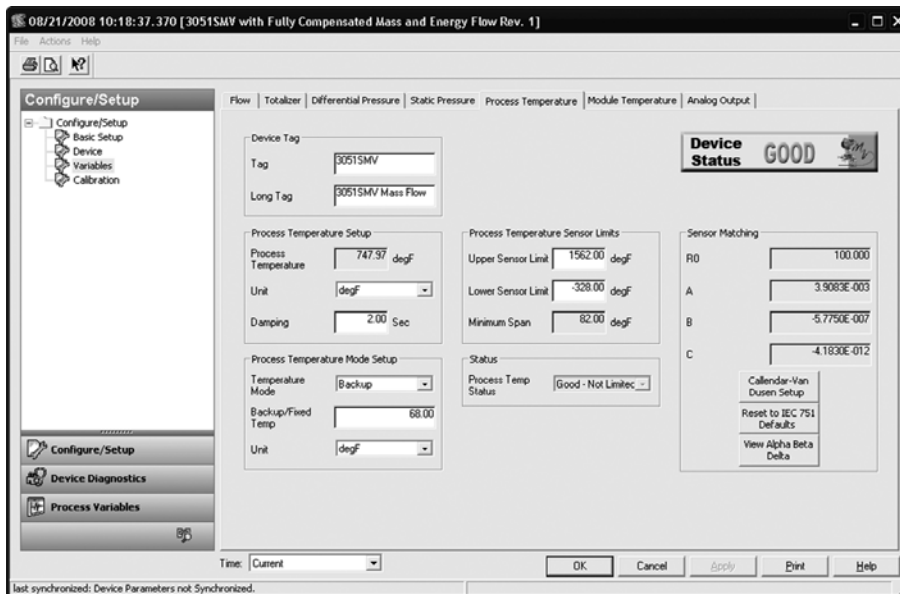 08/21/2008 10:18:37.370 [3051SMV with Fully Compensated Mass and Energy Flow Rev. 1]
File Actions Help
Configure/Setup
Configure/Setup
Basic Setup
Device
Variables
Calibration
Configure/Setup
Device Diagnostics
Process Variables
Flow Totalizer Differential Pressure Static Pressure Process Temperature Module Temperature Analog Output
Device Tag
Tag 3051SMV
Long Tag 3051SMV Mass Flow
Device Status GOOD
Process Temperature Setup
Process Temperature 747.97 degF
Unit degF
Damping 2.00 Sec
Process Temperature Sensor Limits
Upper Sensor Limit 1562.00 degF
Lower Sensor Limit -328.00 degF
Minimum Span 82.00 degF
Sensor Matching
R0 100.000
A 3.9083E-003
B -5.7750E-007
C -4.1830E-012
Callendar-Van Dusen Setup
Reset to IEC 751 Defaults
View Alpha Beta Delta
Process Temperature Mode Setup
Temperature Mode Backup
Backup/Fixed Temp 68.00
Unit degF
Status
Process Temp Status Good - Not Limitec
Time: Current
OK Cancel Apply Print Help
last synchronized: Device Parameters not Synchronized.